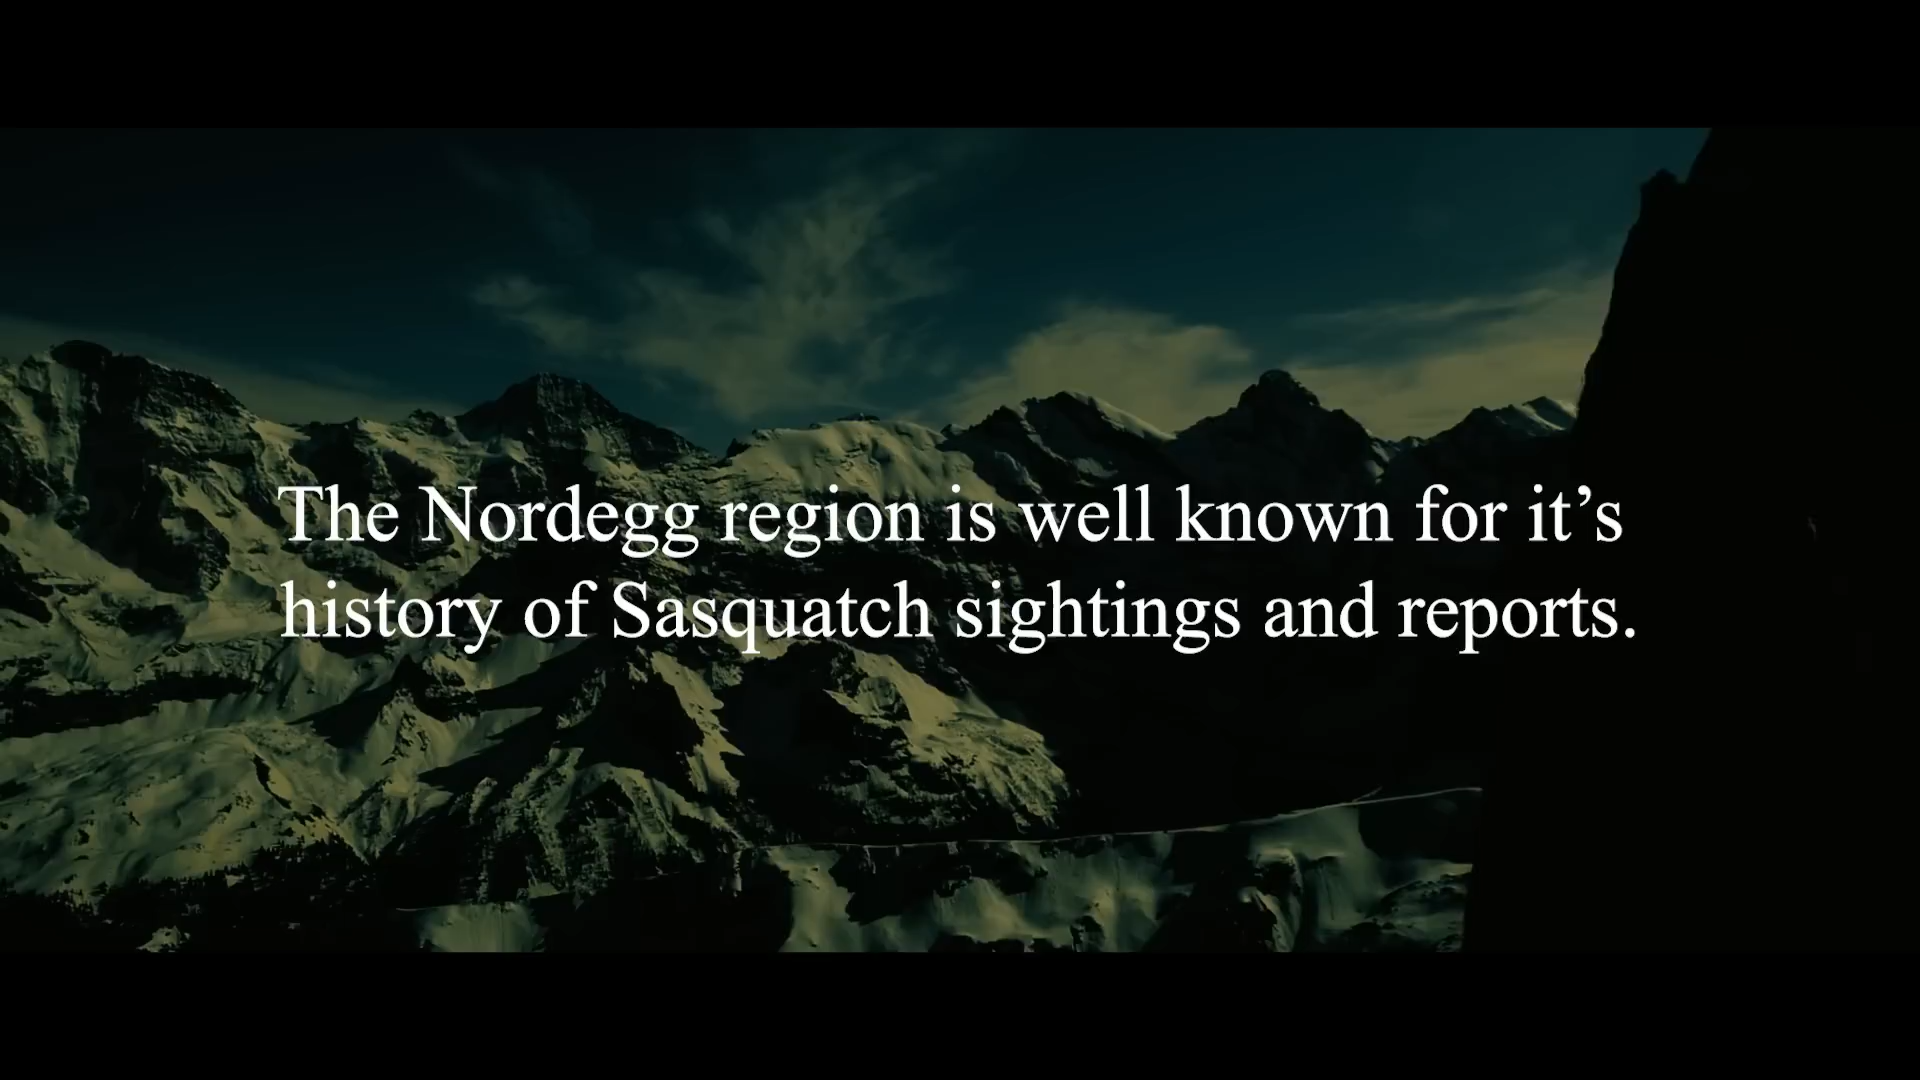 The Nordegg region is well known for it’s
history of Sasquatch sightings and reports.